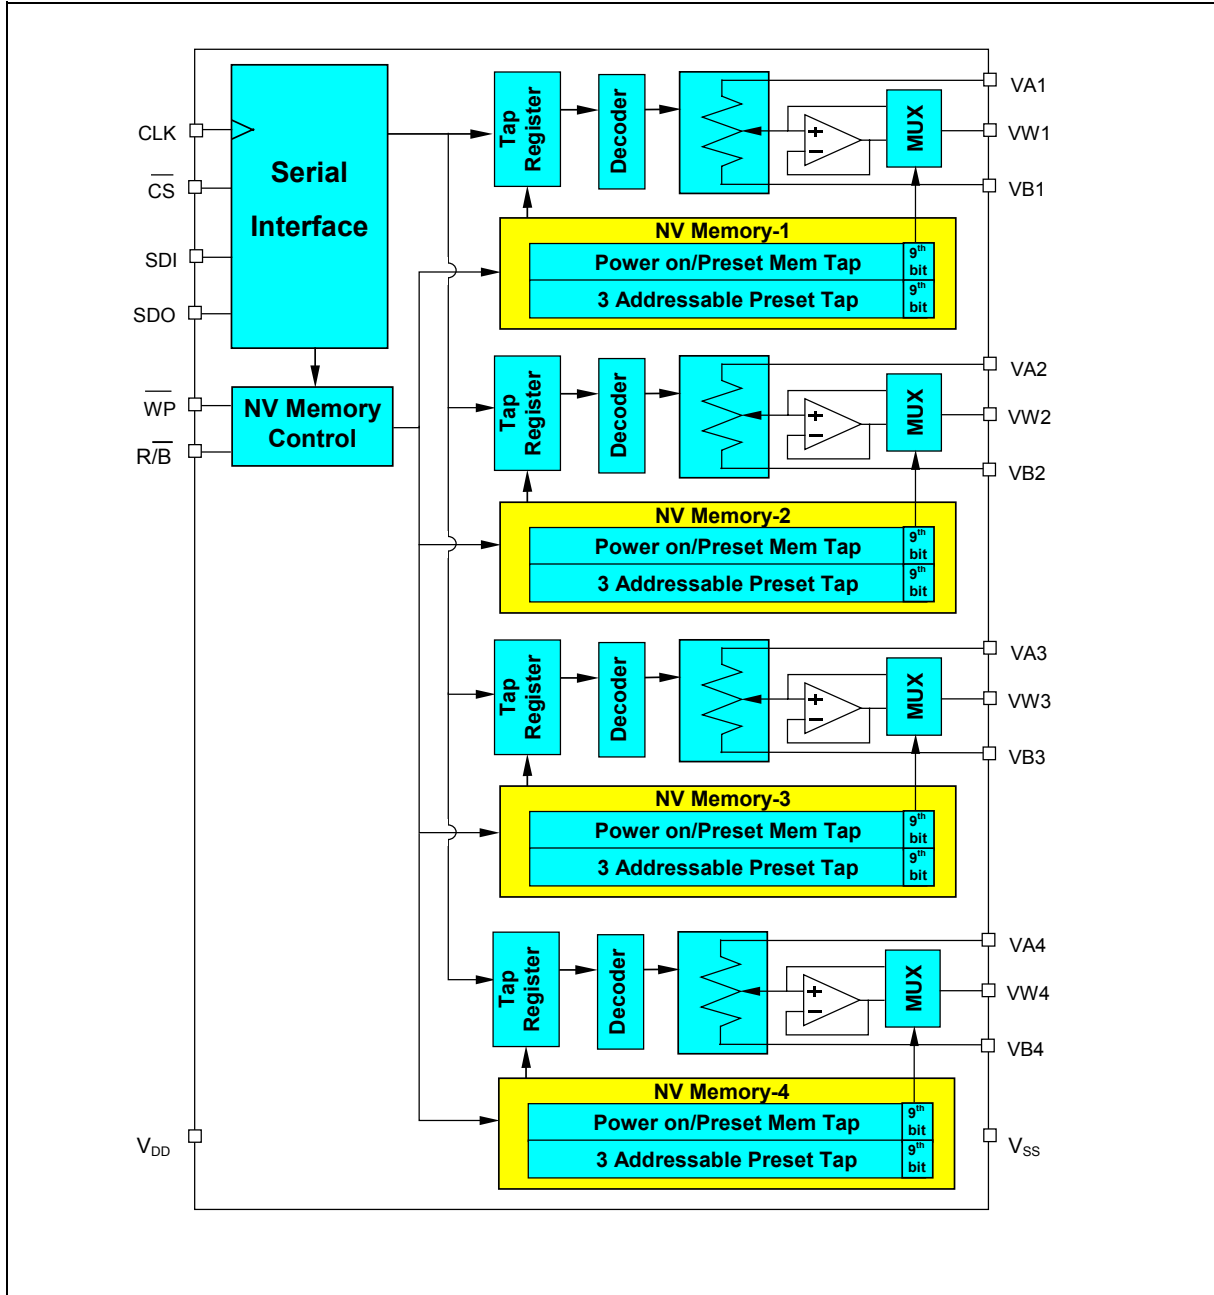 CLK
CS
SDI
SDO
WP
R/B
VDD
Serial
Interface
NV Memory
Control
Tap
Register
Decoder
MUX
VA1
VW1
VB1
NV Memory-1
Power on/Preset Mem Tap
9th
bit
3 Addressable Preset Tap
9th
bit
Tap
Register
Decoder
MUX
VA2
VW2
VB2
NV Memory-2
Power on/Preset Mem Tap
9th
bit
3 Addressable Preset Tap
9th
bit
Tap
Register
Decoder
MUX
VA3
VW3
VB3
NV Memory-3
Power on/Preset Mem Tap
9th
bit
3 Addressable Preset Tap
9th
bit
Tap
Register
Decoder
MUX
VA4
VW4
VB4
NV Memory-4
Power on/Preset Mem Tap
9th
bit
3 Addressable Preset Tap
9th
bit
VSS